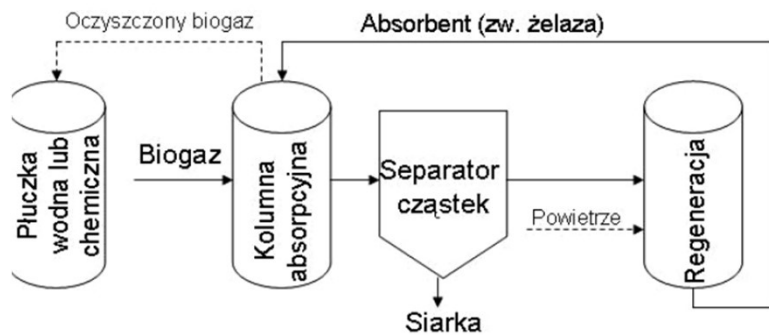 Oczyszczony biogaz
Absorbent (zw. żelaza)
Płuczka
wodna lub
chemiczna
Biogaz
Kolumna
absorpcyjna
Separator
cząstek
Powietrze
Regeneracja
Siarka